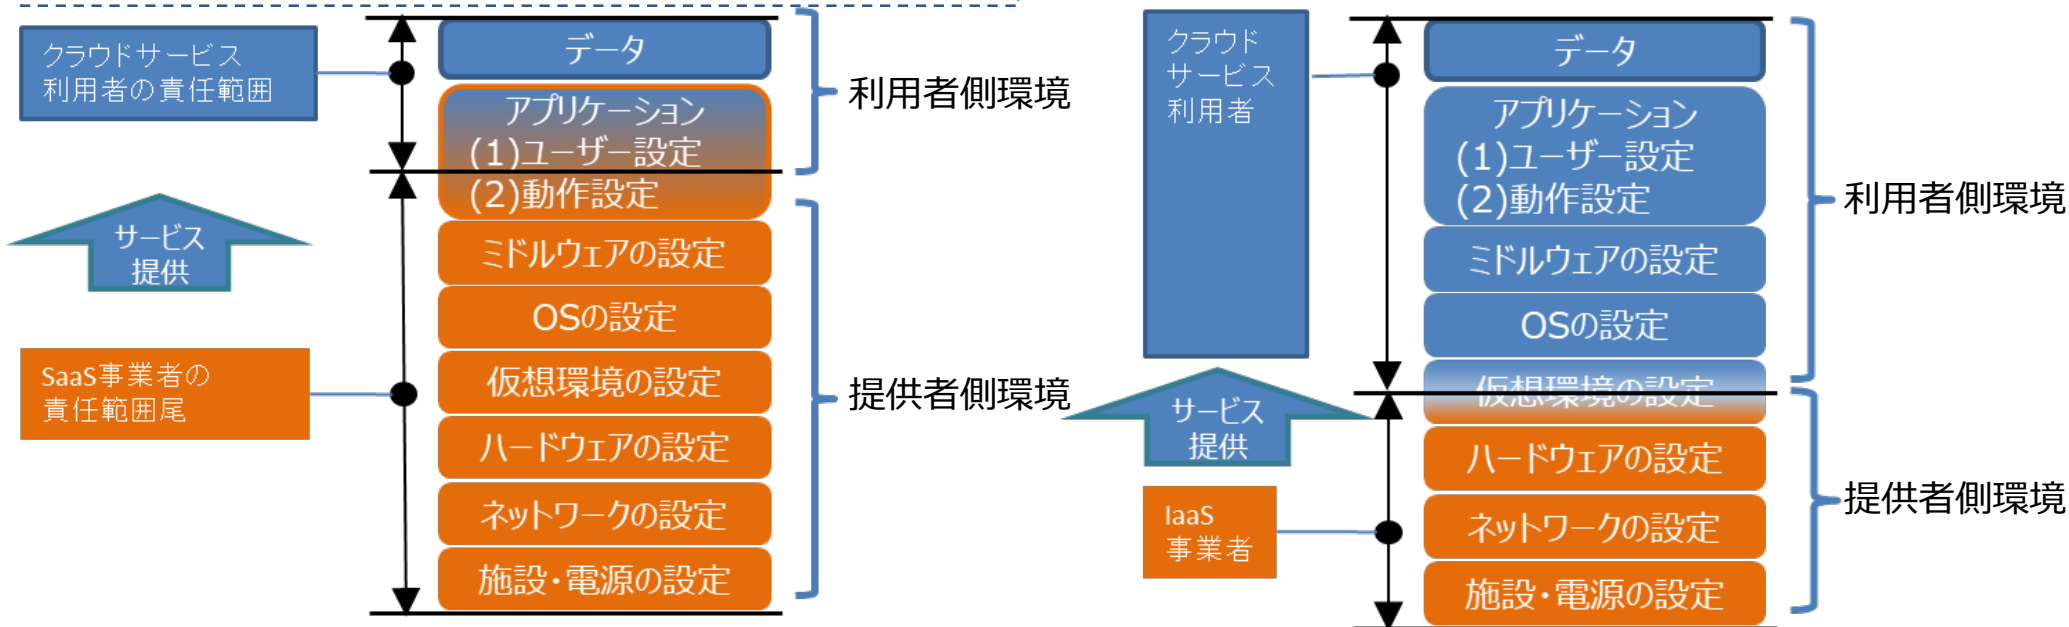 クラウドサービス
利用者の責任範囲
サービス
提供
SaaS事業者の
責任範囲尾
データ
アプリケーション
(1)ユーザー設定
(2)動作設定
ミドルウェアの設定
OSの設定
仮想環境の設定
ハードウェアの設定
ネットワークの設定
施設・電源の設定
利用者側環境
提供者側環境
クラウド
サービス
利用者
サービス
提供
IaaS
事業者
データ
アプリケーション
(1)ユーザー設定
(2)動作設定
ミドルウェアの設定
OSの設定
仮想環境の設定
ハードウェアの設定
ネットワークの設定
施設・電源の設定
利用者側環境
提供者側環境